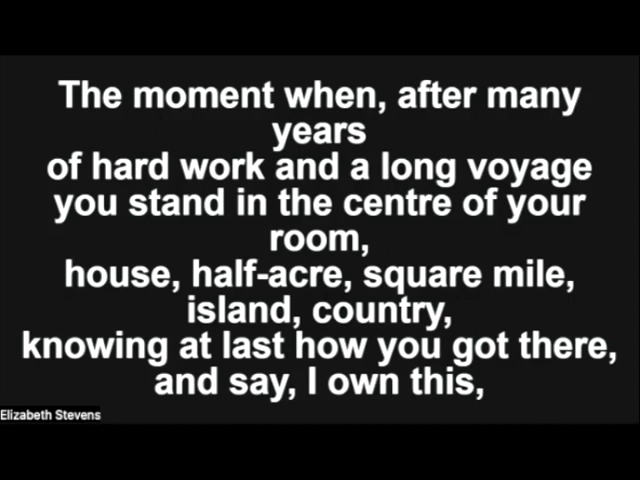 The moment when, after many
years
of hard work and a long voyage
you stand in the centre of your
room,
house, half-acre, square mile,
island, country,
knowing at last how you got there,
and say, I own this,
Elizabeth Stevens